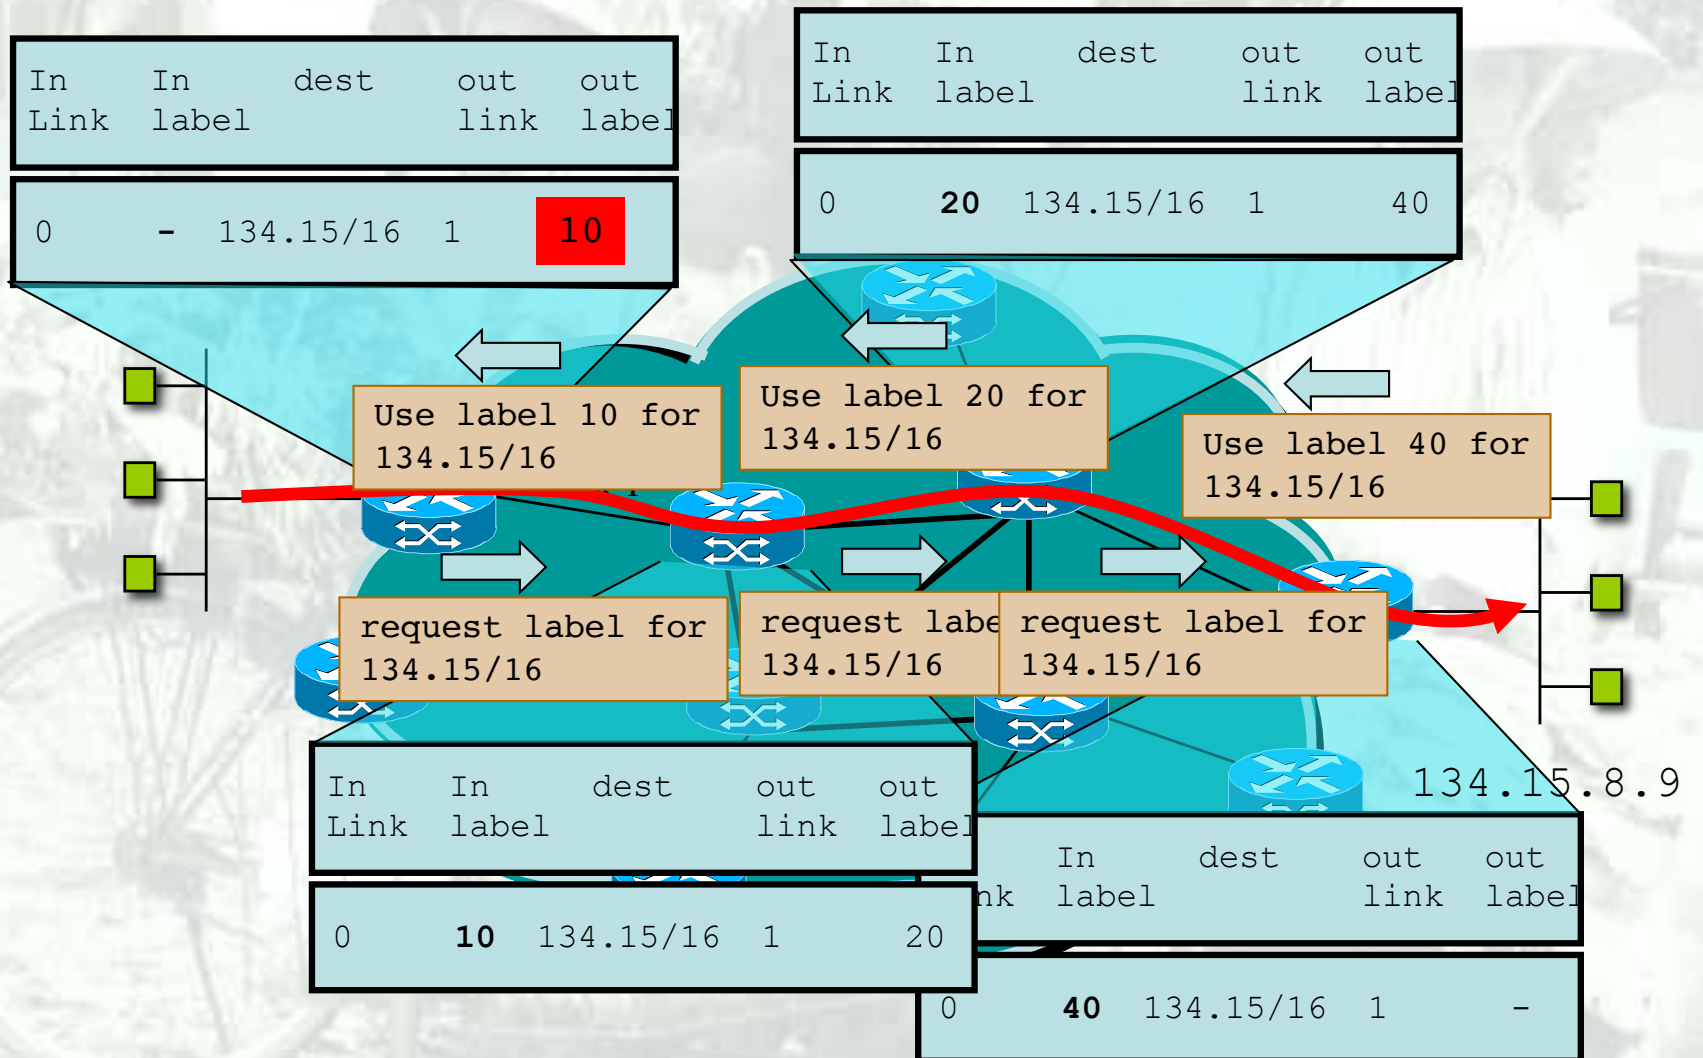 In In dest out out
Link label link label
0 - 134.15/16 1 10
In In dest out out
Link label link label
0 20 134.15/16 1 40
Use label 10 for
134.15/16
Use label 20 for
134.15/16
Use label 40 for
134.15/16
request label for
134.15/16
request labe
134.15/16
request label for
134.15/16
134.15.8.9
In In dest out out
Link label link label
0 10 134.15/16 1 20
In dest out out
nk label link label
0 40 134.15/16 1 -